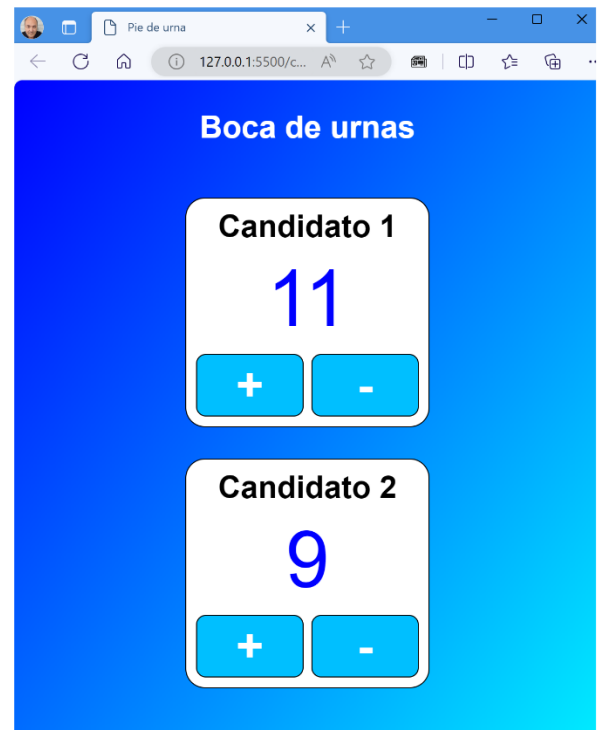 Pie de urna
127.0.0.1:5500/c...
Boca de urnas
Candidato 1
11
+ -
Candidato 2
9
+ -